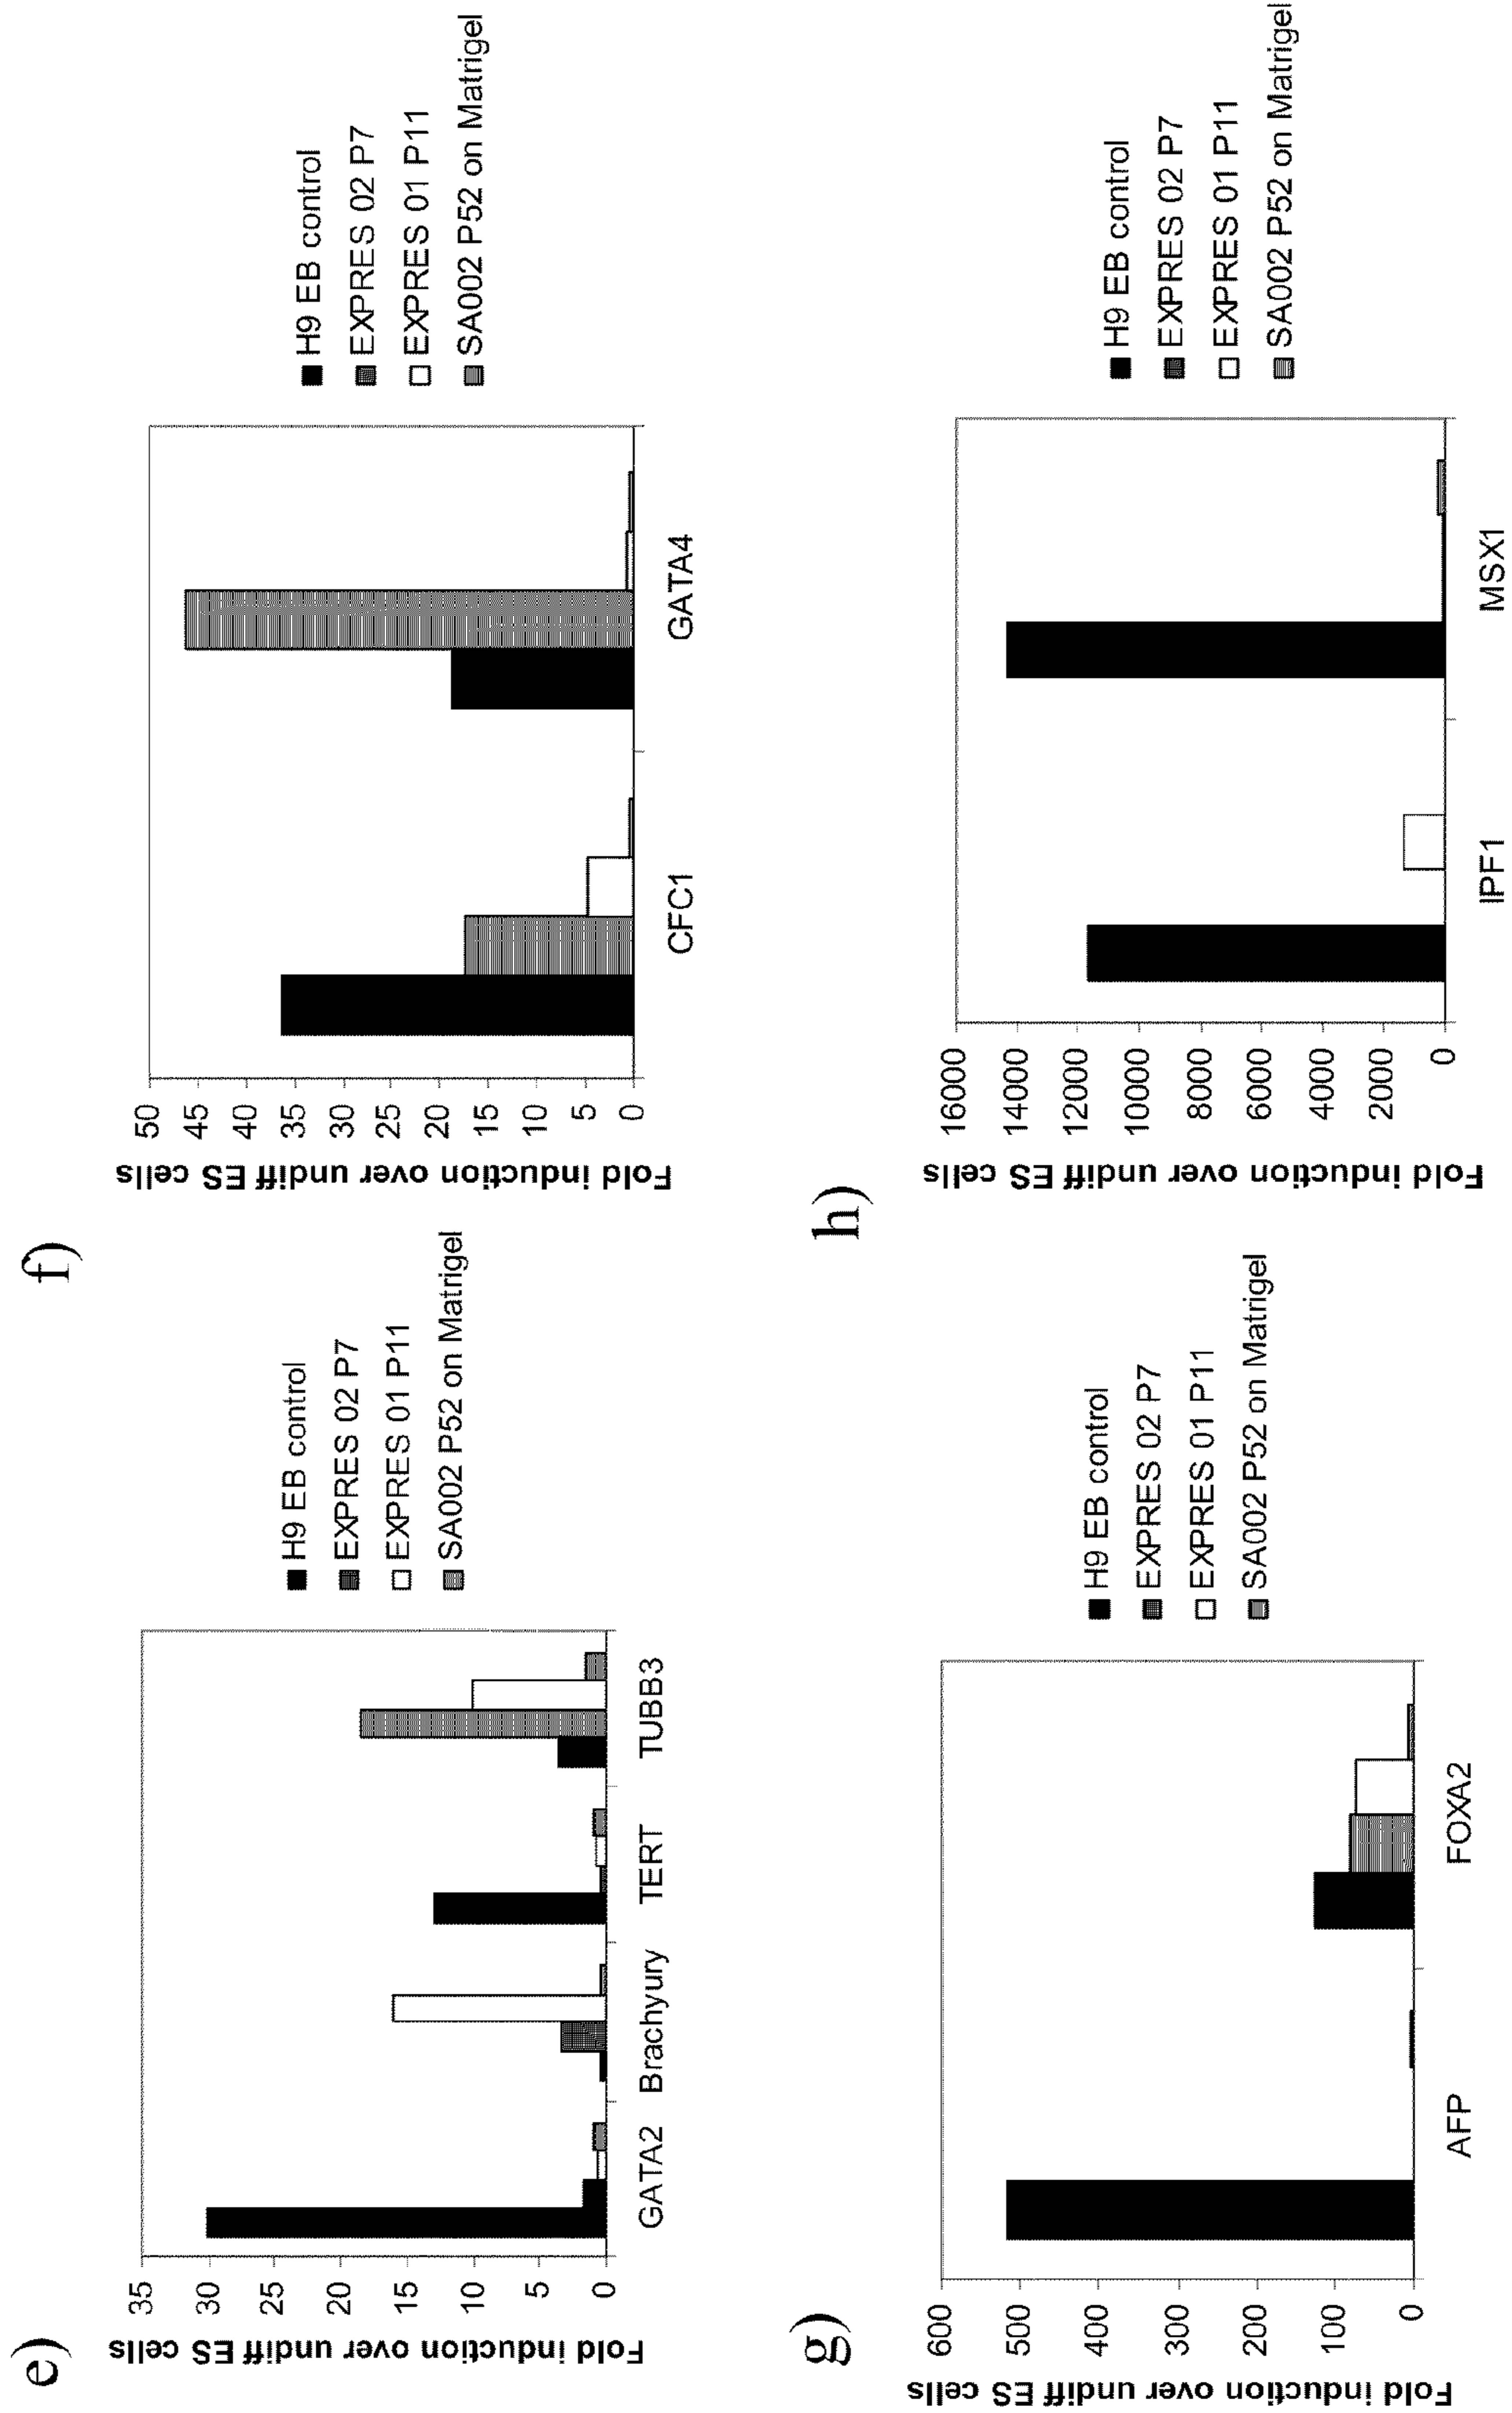 e)
Fold induction over undiff ES cells
35
30
25
20
15
10
5
0
GATA2
Brachyury
TERT
TUBB3
H9 EB control
EXPRES 02 P7
EXPRES 01 P11
SA002 P52 on Matrigel
f)
Fold induction over undiff ES cells
50
45
40
35
30
25
20
15
10
5
0
CFC1
GATA4
H9 EB control
EXPRES 02 P7
EXPRES 01 P11
SA002 P52 on Matrigel
g)
Fold induction over undiff ES cells
600
500
400
300
200
100
0
AFP
FOXA2
H9 EB control
EXPRES 02 P7
EXPRES 01 P11
SA002 P52 on Matrigel
h)
Fold induction over undiff ES cells
16000
14000
12000
10000
8000
6000
4000
2000
0
IPF1
MSX1
H9 EB control
EXPRES 02 P7
EXPRES 01 P11
SA002 P52 on Matrigel